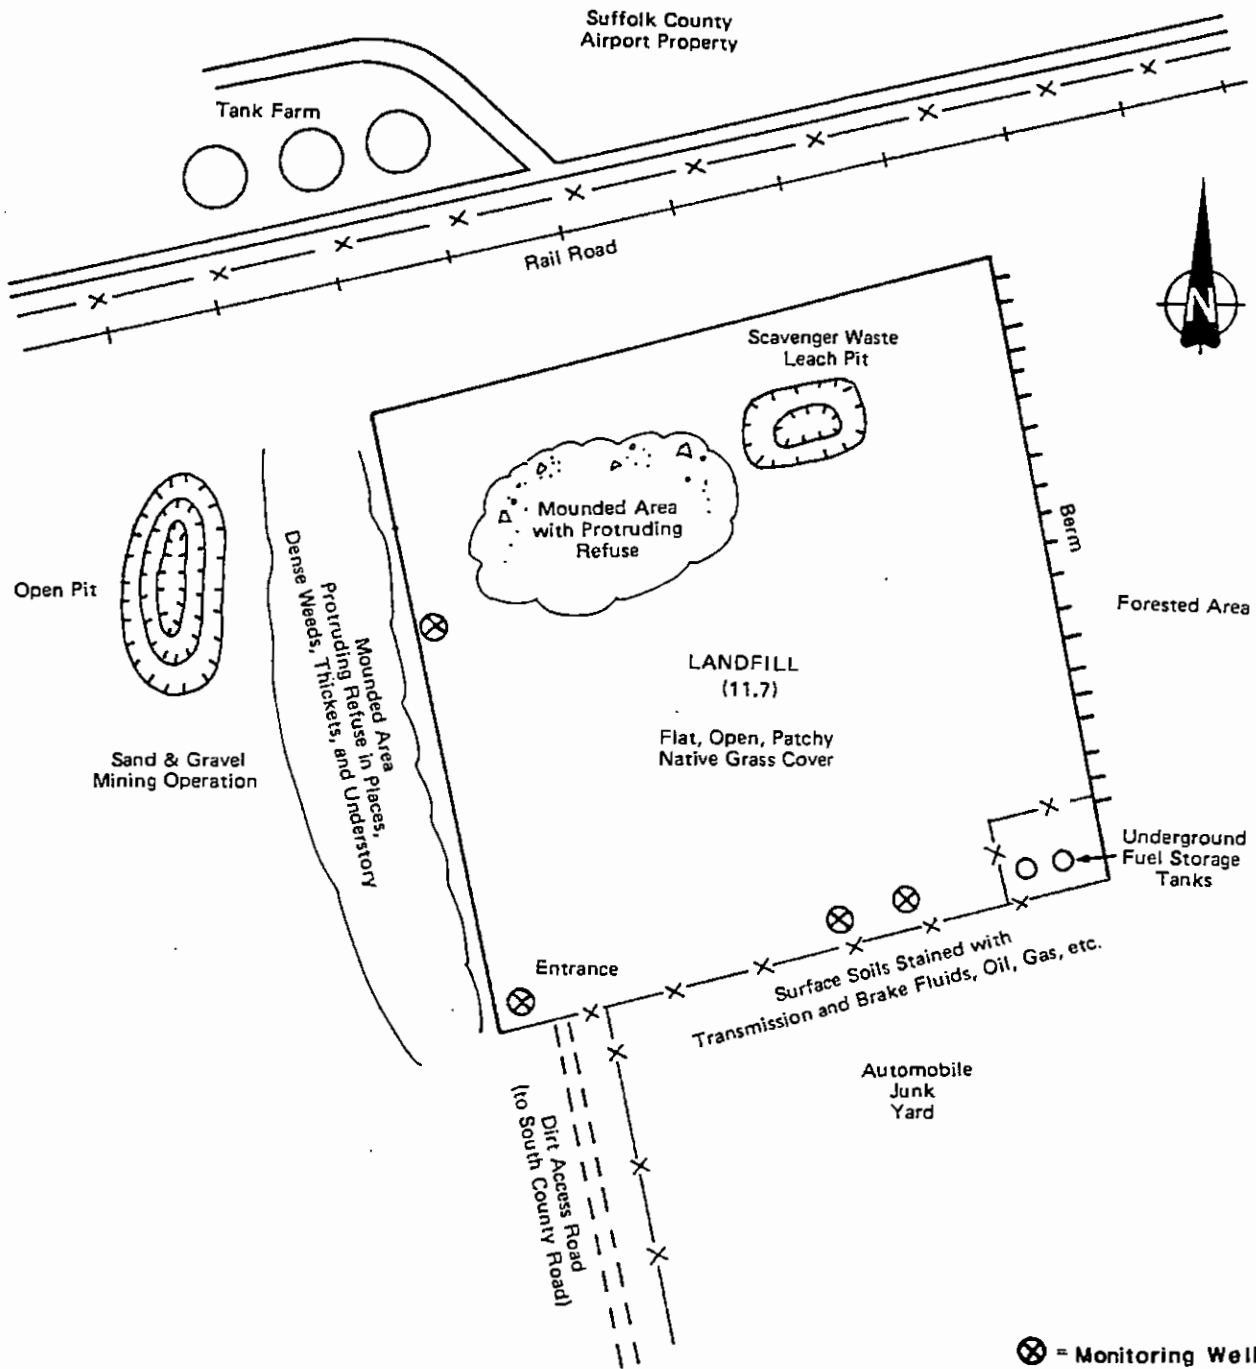 Suffolk County
Airport Property
Tank Farm
Rail Road
N
Scavenger Waste
Leach Pit
Mounded Area
with Protruding
Refuse
Berm
Open Pit
Forested Area
Mounded Area
Protruding Refuse in Places,
Dense Weeds, Thickets, and Understory
LANDFILL
(11.7)
Flat, Open, Patchy
Native Grass Cover
Sand & Gravel
Mining Operation
Underground
Fuel Storage
Tanks
Entrance
Surface Soils Stained with
Transmission and Brake Fluids, Oil, Gas, etc.
Automobile
Junk
Yard
Dirt Access Road
(to South County Road)
= Monitoring Well